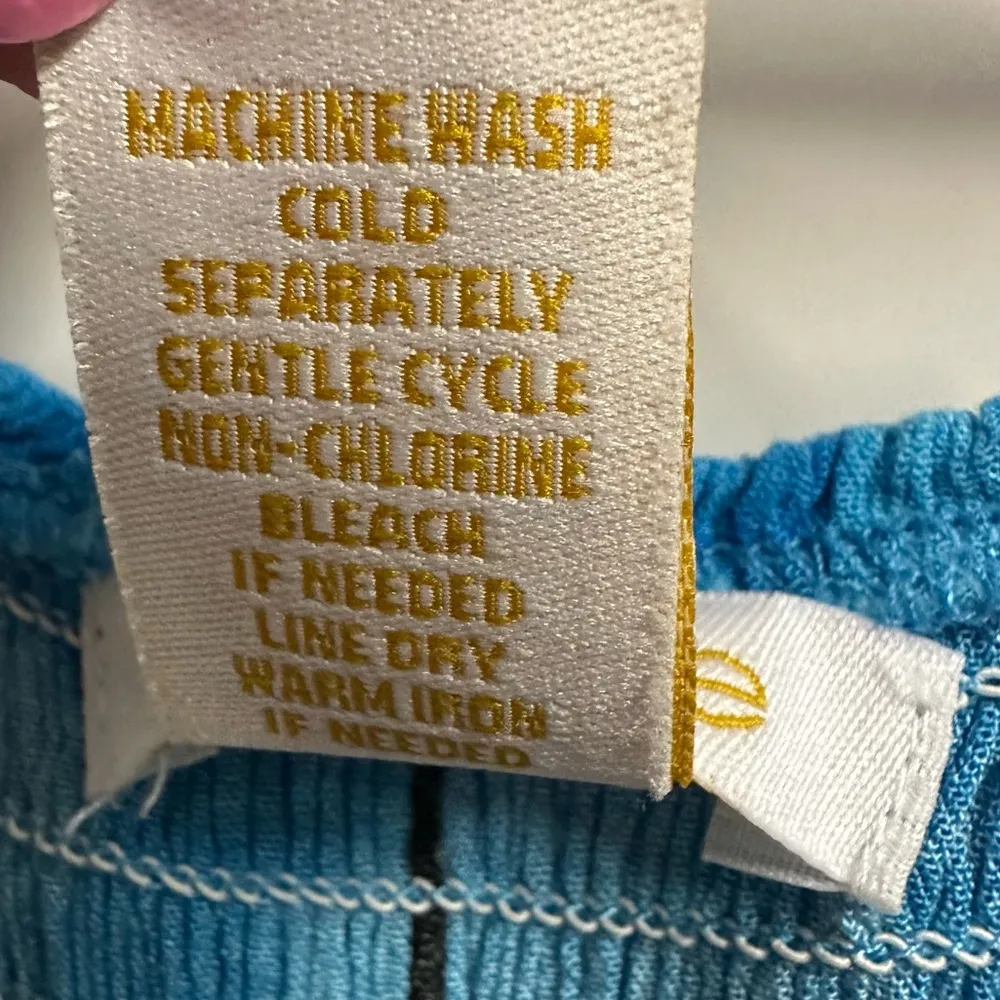 MACHINE WASH
COLD
SEPARATELY
GENTLE CYCLE
NON-CHLORINE
BLEACH
IF NEEDED
LINE DRY
WARM IRON
IF NEEDED